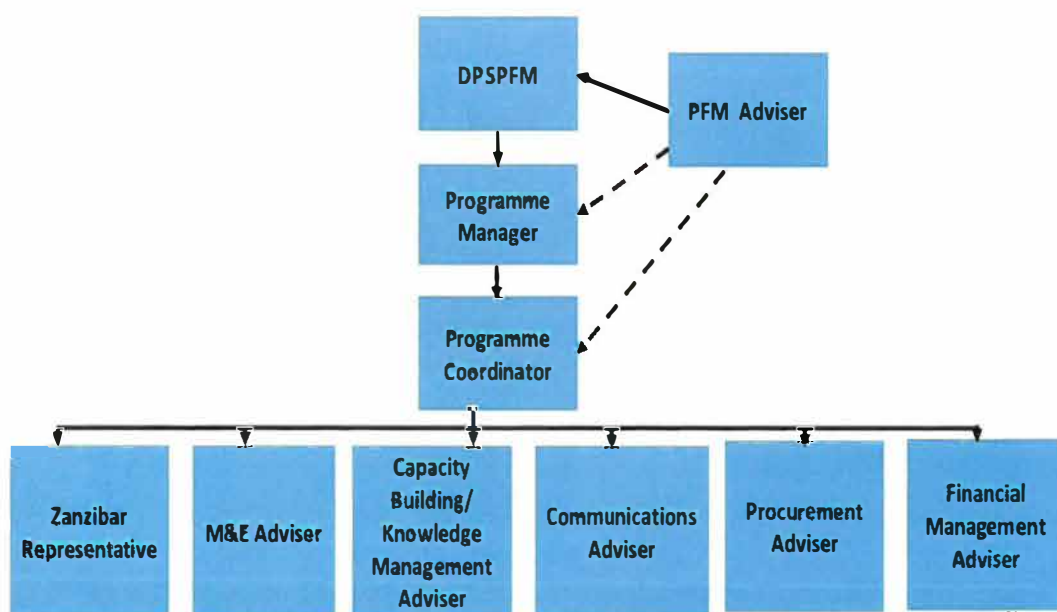 DPSPFM
PFM Adviser
Programme
Manager
Programme
Coordinator
Zanzibar
Representative
M&E Adviser
Capacity
Building/
Knowledge
Management
Adviser
Communications
Adviser
Procurement
Adviser
Financial
Management
Adviser